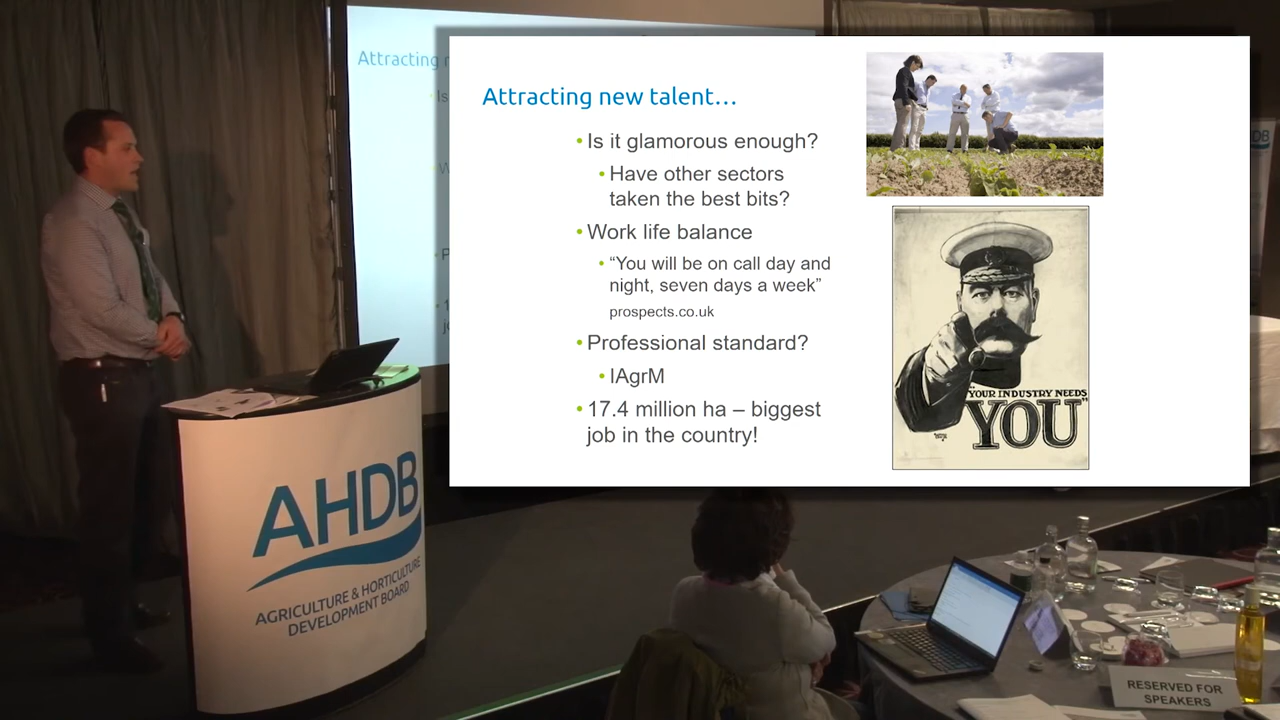 Attracting new talent…
• Is it glamorous enough?
• Have other sectors
taken the best bits?
• Work life balance
• “You will be on call day and
night, seven days a week”
prospects.co.uk
• Professional standard?
• IAgrM
• 17.4 million ha – biggest
job in the country!
"YOUR INDUSTRY NEEDS
YOU"
Attracting
Is
AHDB
AGRICULTURE & HORTICULTURE
DEVELOPMENT BOARD
RESERVED FOR
SPEAKERS